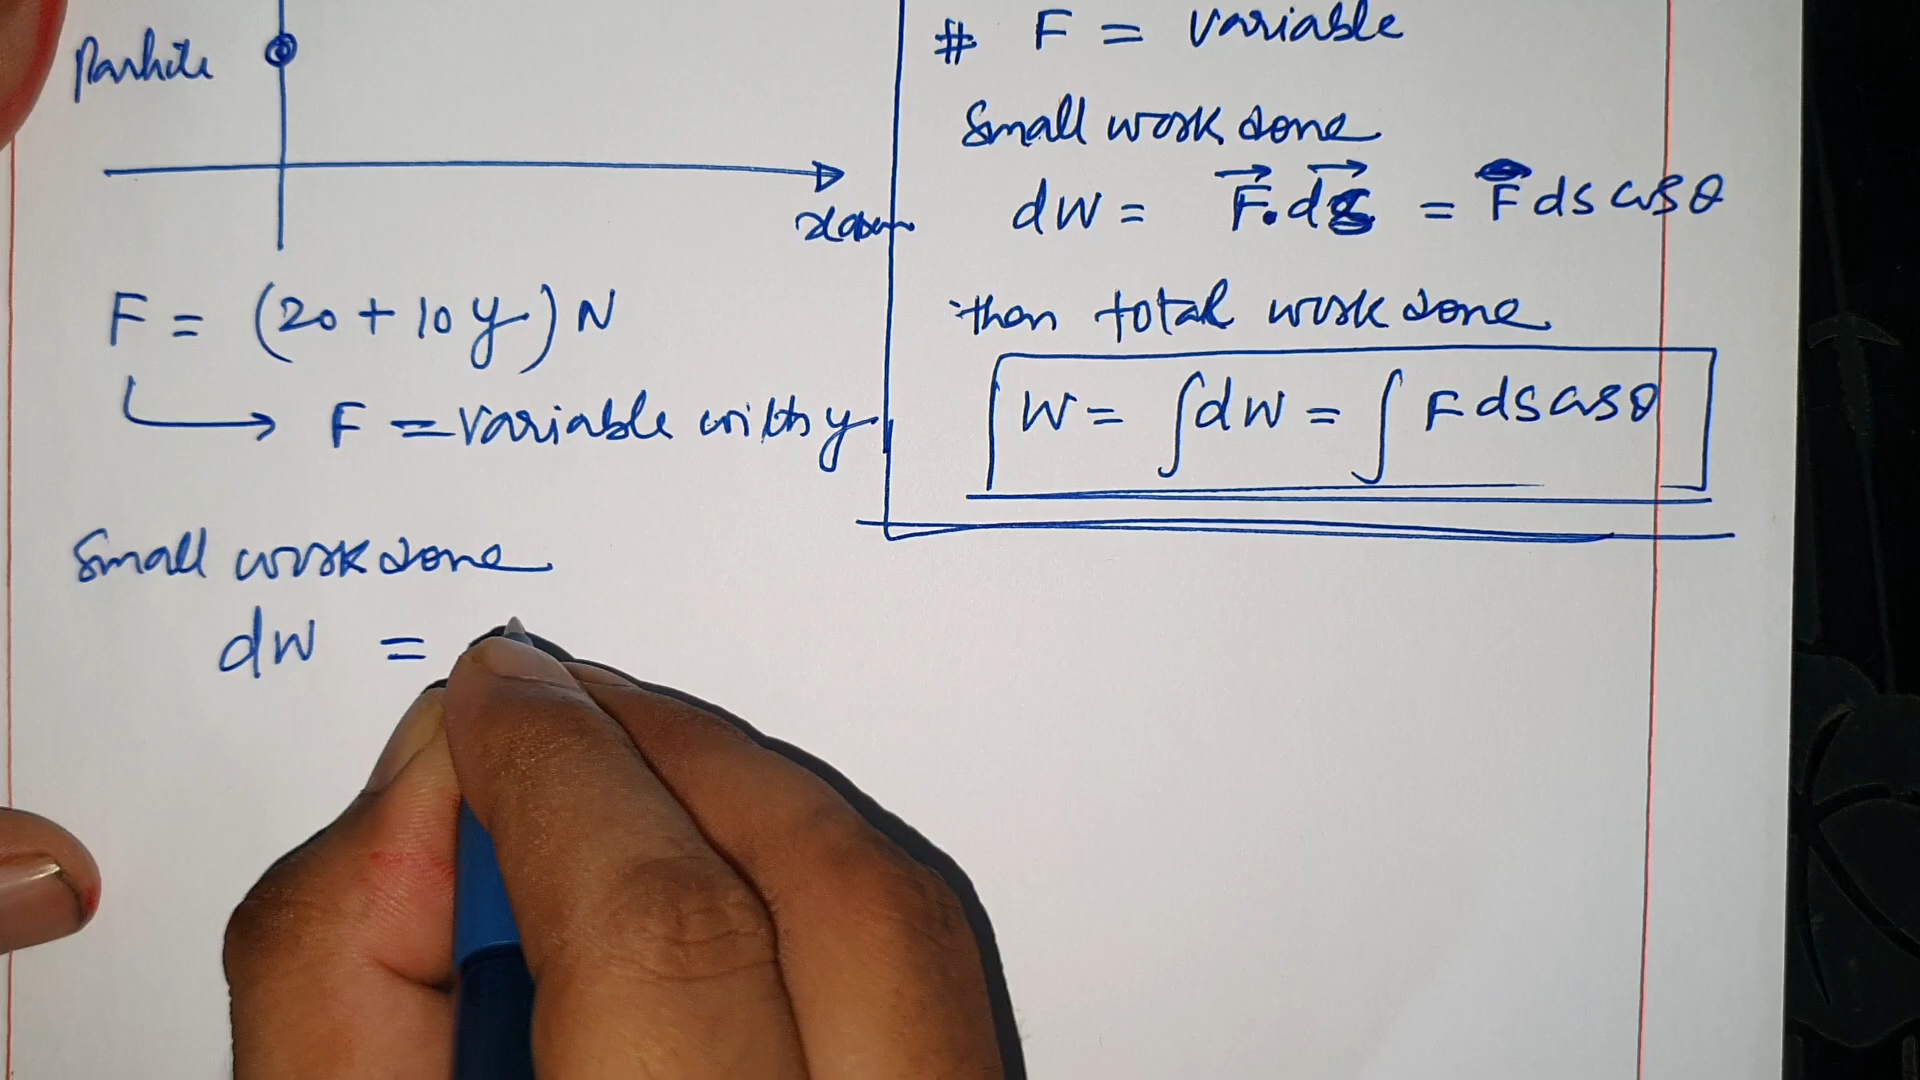 Particle
x axis
F = (20 + 10y) N
F = Variable with y
Small work done
dW =
# F = Variable
Small work done
dW = F⃗.ds⃗ = F ds cosθ
then total work done
W = ∫dW = ∫ F ds cosθ